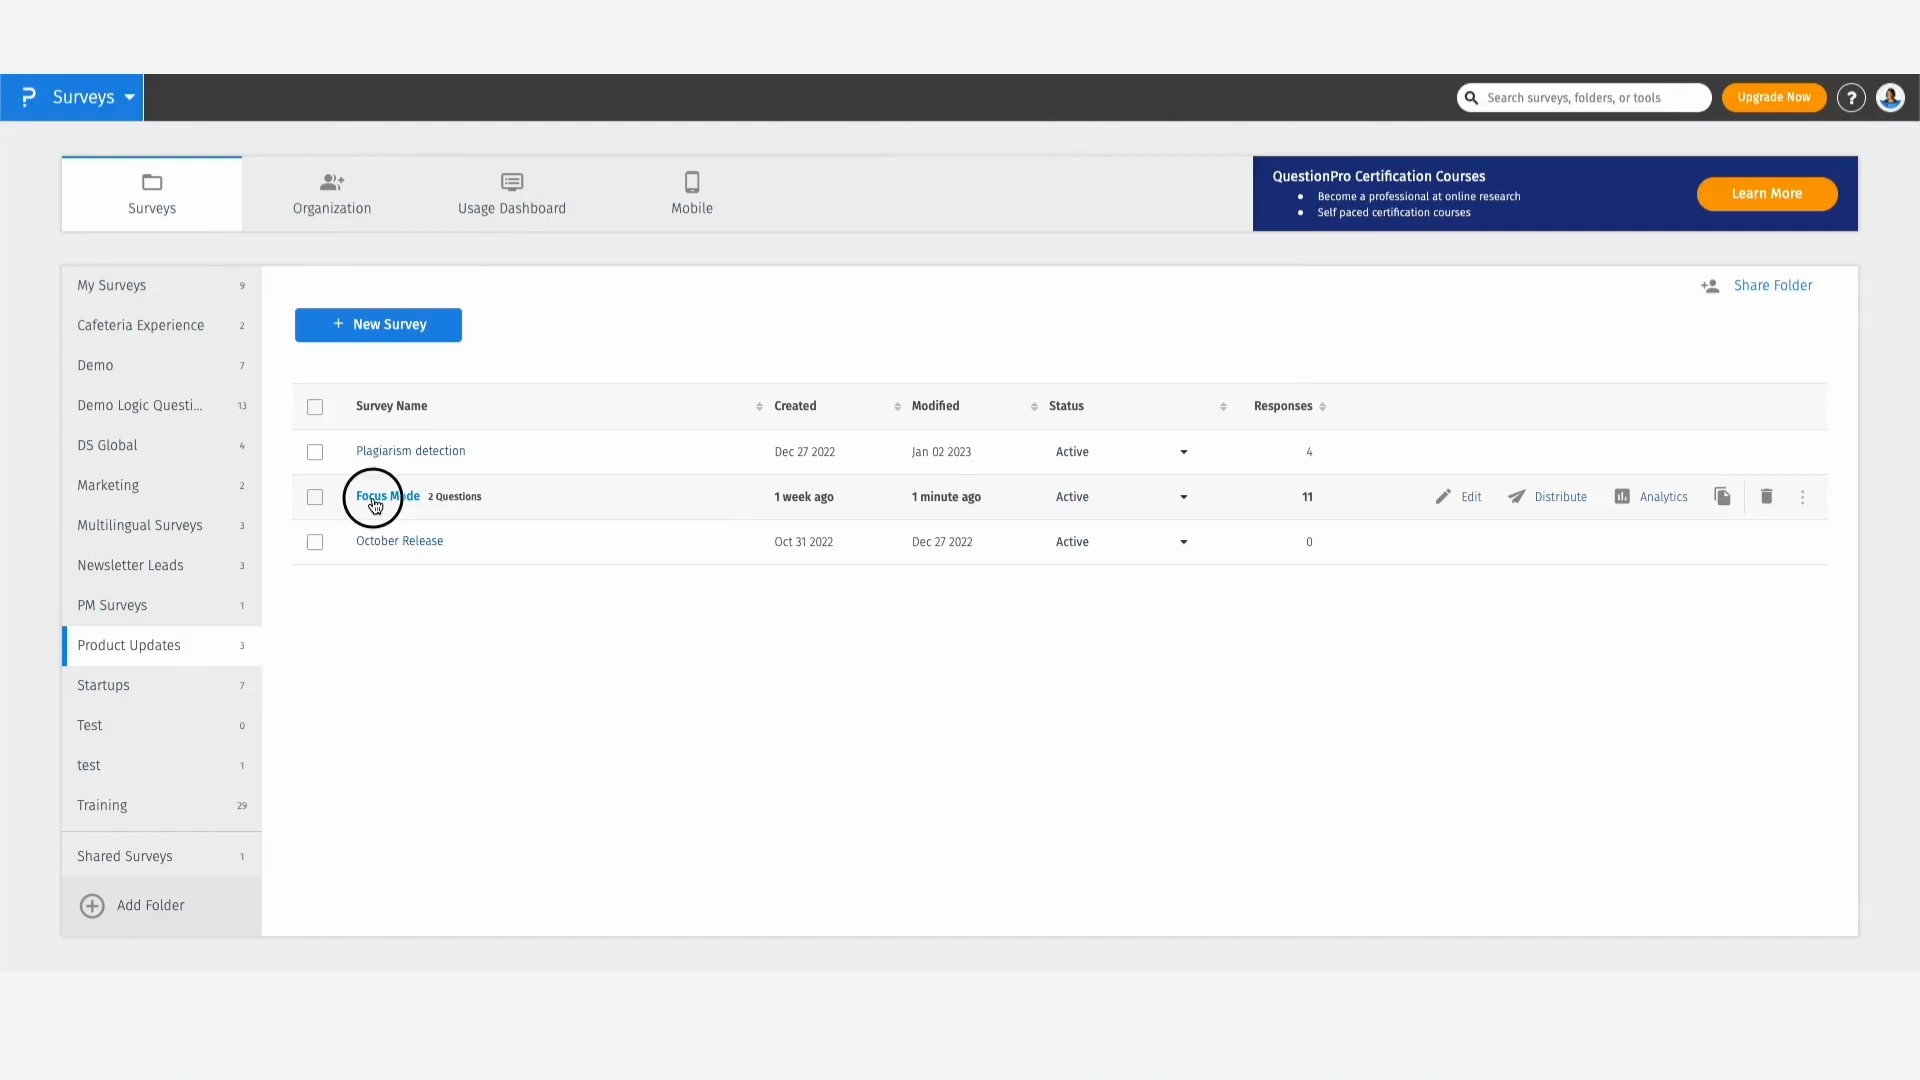 Surveys
Search surveys, folders, or tools
Upgrade Now
?
Surveys
Organization
Usage Dashboard
Mobile
QuestionPro Certification Courses
• Become a professional at online research
• Self paced certification courses
Learn More
My Surveys 9
Cafeteria Experience 2
Demo 7
Demo Logic Questi... 13
DS Global 4
Marketing 2
Multilingual Surveys 3
Newsletter Leads 3
PM Surveys 1
Product Updates 3
Startups 7
Test 0
test 1
Training 29
Shared Surveys 1
Add Folder
Share Folder
+ New Survey
Survey Name Created Modified Status Responses
Plagiarism detection Dec 27 2022 Jan 02 2023 Active 4
Focus Mode 2 Questions 1 week ago 1 minute ago Active 11 Edit Distribute Analytics
October Release Oct 31 2022 Dec 27 2022 Active 0